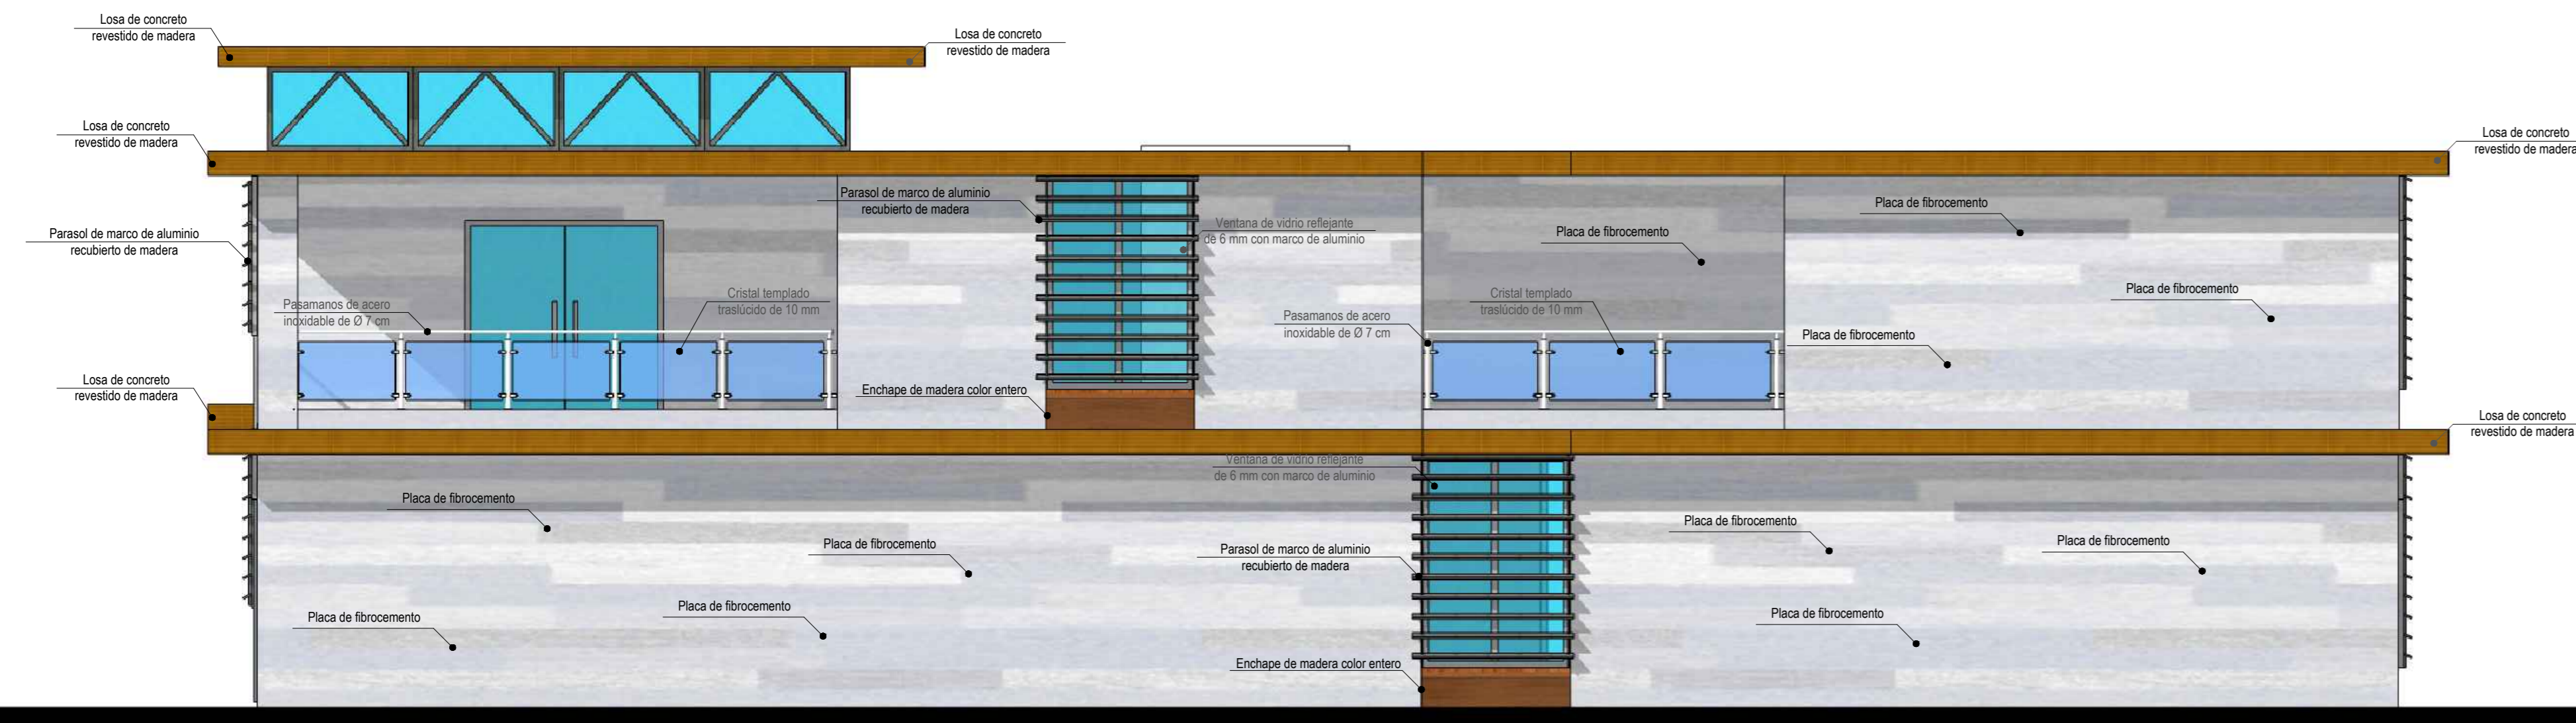 Losa de concreto
revestido de madera
Losa de concreto
revestido de madera
Losa de concreto
revestido de madera
Losa de concreto
revestido de madera
Parasol de marco de aluminio
recubierto de madera
Parasol de marco de aluminio
recubierto de madera
Ventana de vidrio reflejante
de 6 mm con marco de aluminio
Placa de fibrocemento
Placa de fibrocemento
Placa de fibrocemento
Pasamanos de acero
inoxidable de Ø 7 cm
Cristal templado
traslúcido de 10 mm
Pasamanos de acero
inoxidable de Ø 7 cm
Cristal templado
traslúcido de 10 mm
Placa de fibrocemento
Losa de concreto
revestido de madera
Enchape de madera color entero
Losa de concreto
revestido de madera
Ventana de vidrio reflejante
de 6 mm con marco de aluminio
Placa de fibrocemento
Placa de fibrocemento
Parasol de marco de aluminio
recubierto de madera
Placa de fibrocemento
Placa de fibrocemento
Placa de fibrocemento
Placa de fibrocemento
Placa de fibrocemento
Enchape de madera color entero